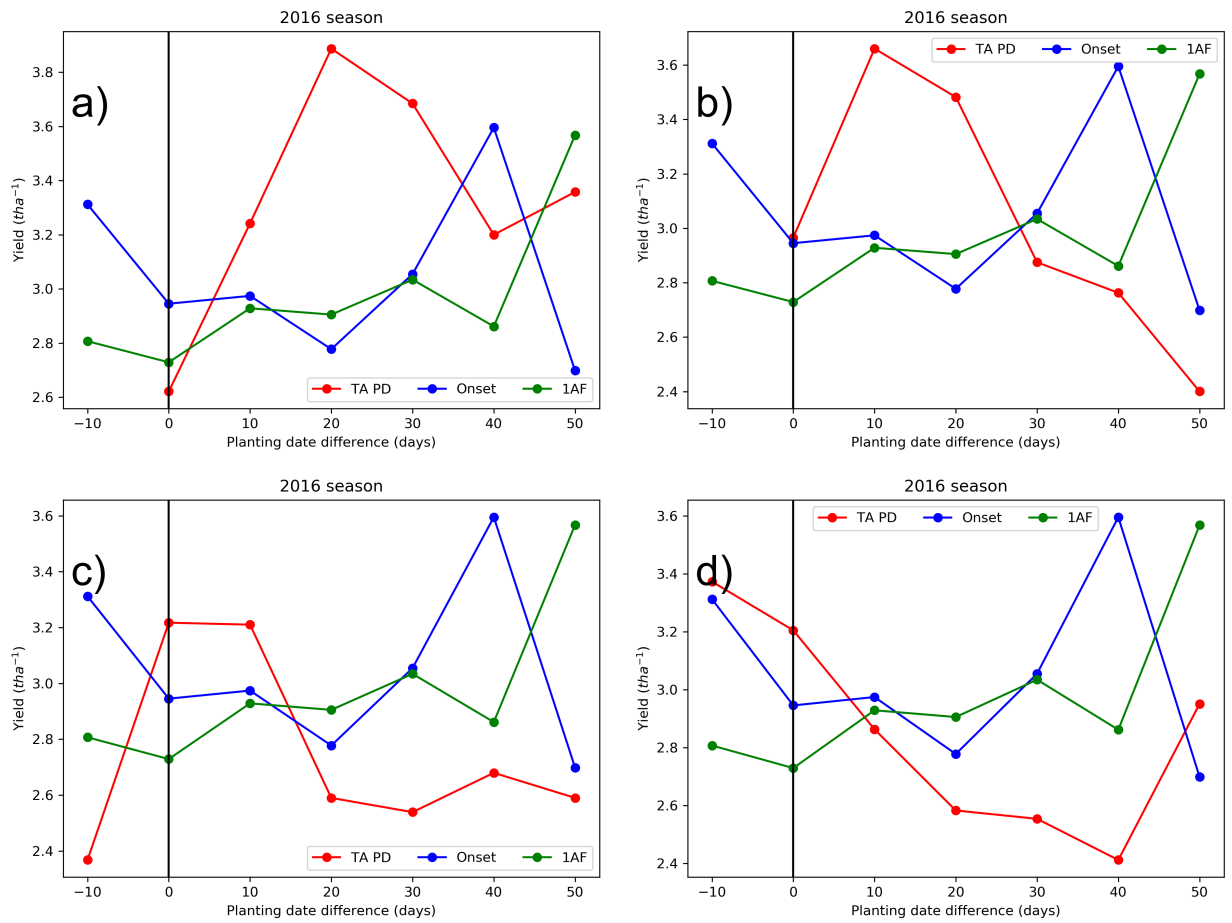 2016 season
a)
Yield (tha⁻¹)
3.8
3.6
3.4
3.2
3.0
2.8
2.6
TA PD Onset 1AF
−10 0 10 20 30 40 50
Planting date difference (days)
2016 season
b)
Yield (tha⁻¹)
TA PD Onset 1AF
3.6
3.4
3.2
3.0
2.8
2.6
2.4
−10 0 10 20 30 40 50
Planting date difference (days)
2016 season
c)
Yield (tha⁻¹)
3.6
3.4
3.2
3.0
2.8
2.6
2.4
TA PD Onset 1AF
−10 0 10 20 30 40 50
Planting date difference (days)
2016 season
d)
Yield (tha⁻¹)
TA PD Onset 1AF
3.6
3.4
3.2
3.0
2.8
2.6
2.4
−10 0 10 20 30 40 50
Planting date difference (days)